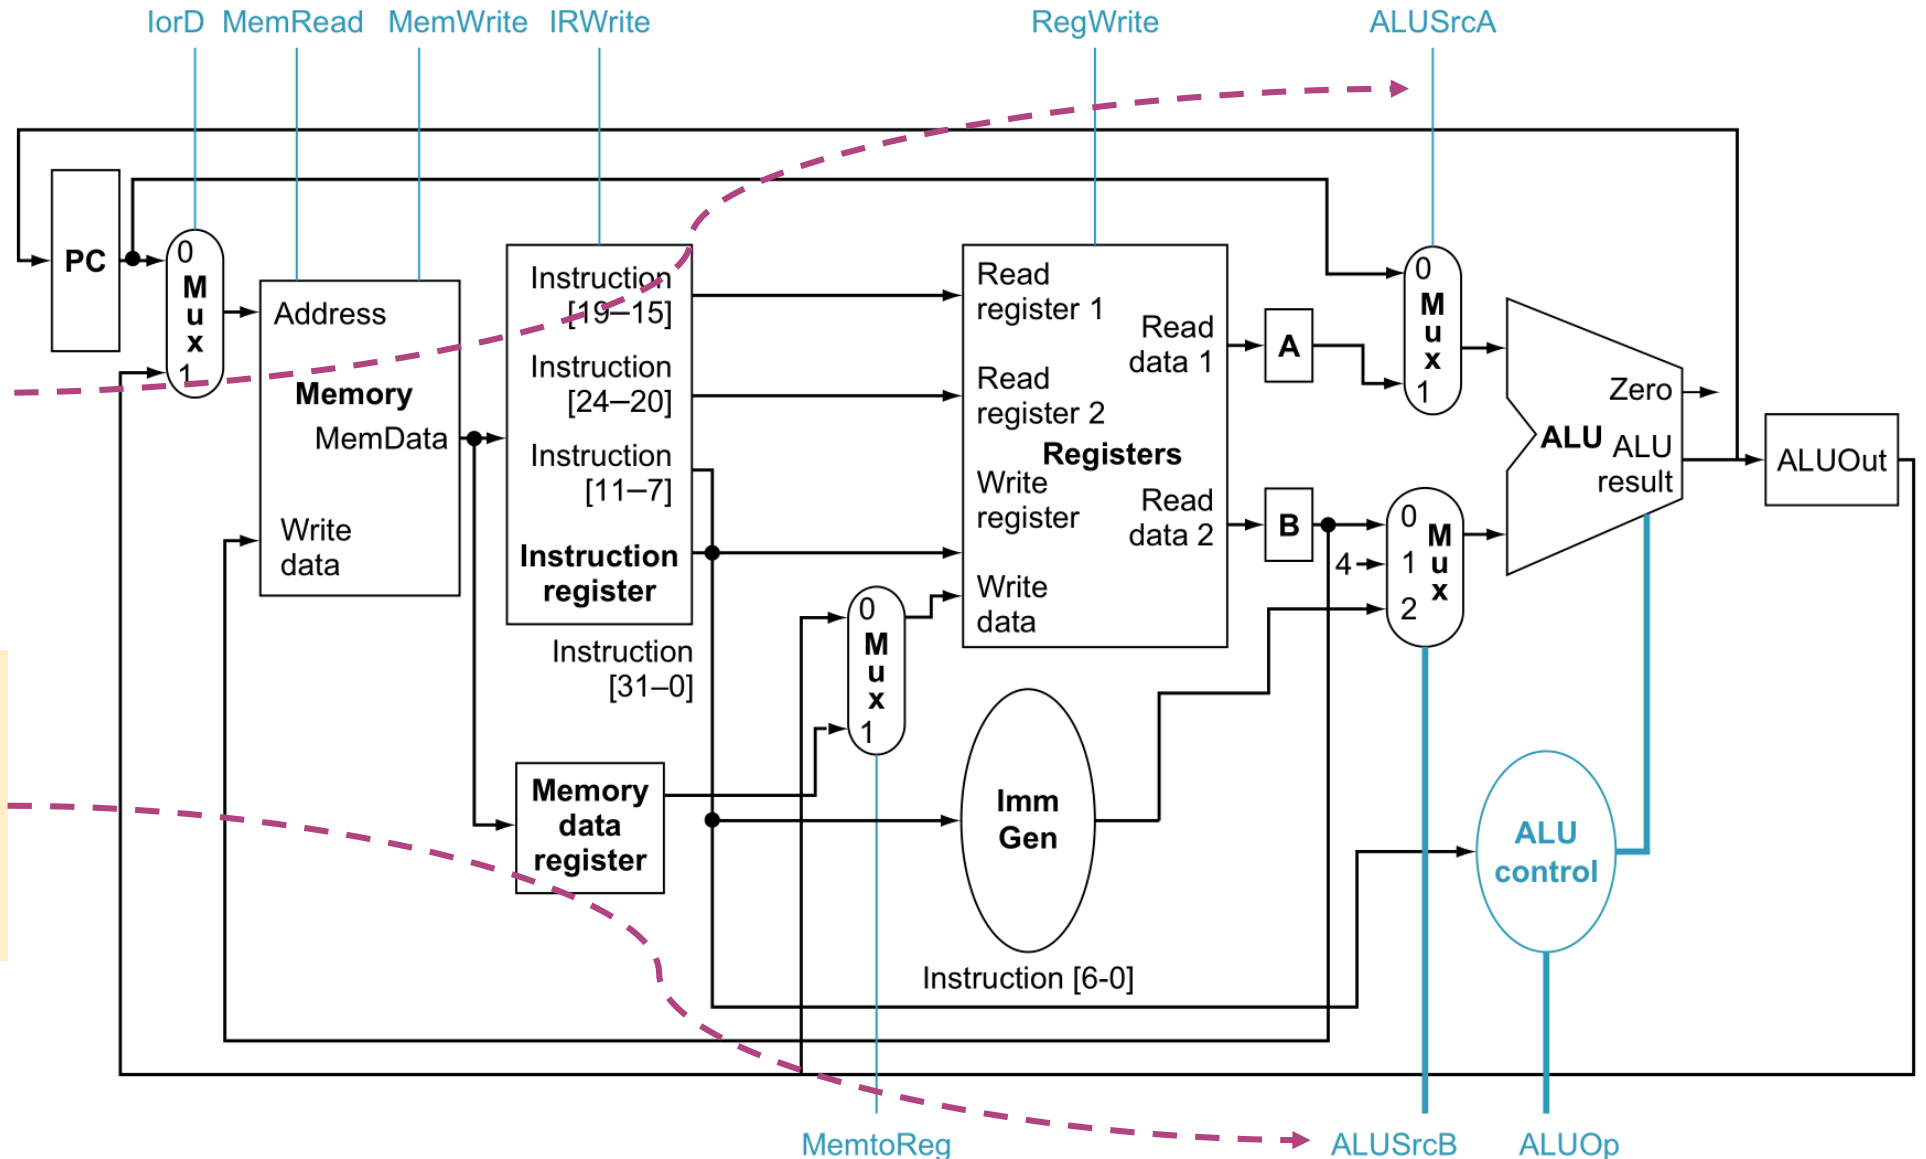 IorD
MemRead
MemWrite
IRWrite
RegWrite
ALUSrcA
PC
0
M
u
x
1
Address
Memory
MemData
Write
data
Instruction
[19–15]
Instruction
[24–20]
Instruction
[11–7]
Instruction
register
Instruction
[31–0]
Memory
data
register
0
M
u
x
1
Read
register 1
Read
register 2
Registers
Write
register
Write
data
Read
data 1
Read
data 2
Imm
Gen
Instruction [6-0]
A
B
4
0
M
u
x
1
0
1
2
M
u
x
Zero
ALU
ALU
result
ALUOut
ALU
control
MemtoReg
ALUSrcB
ALUOp